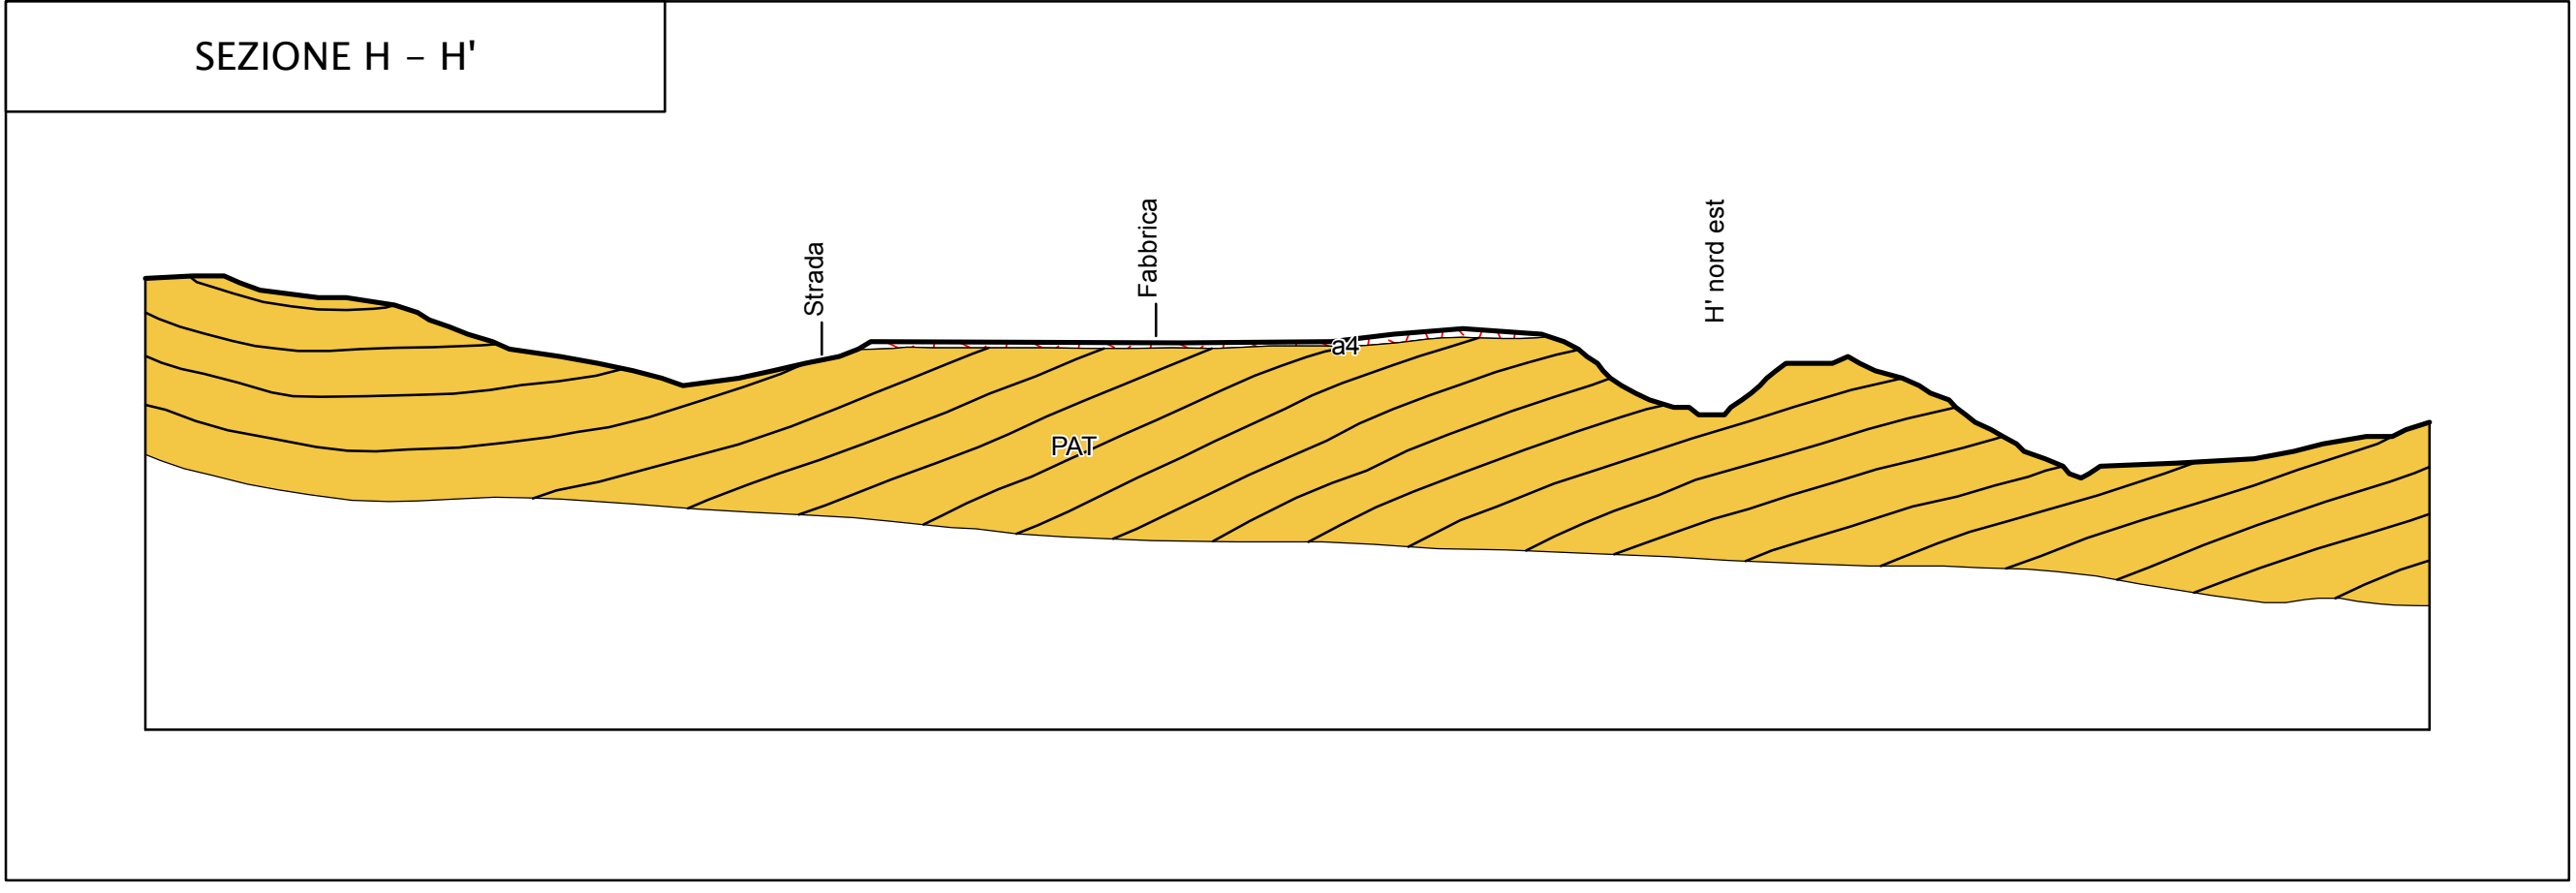 SEZIONE H – H'
Strada
Fabbrica
H' nord est
a4
PAT